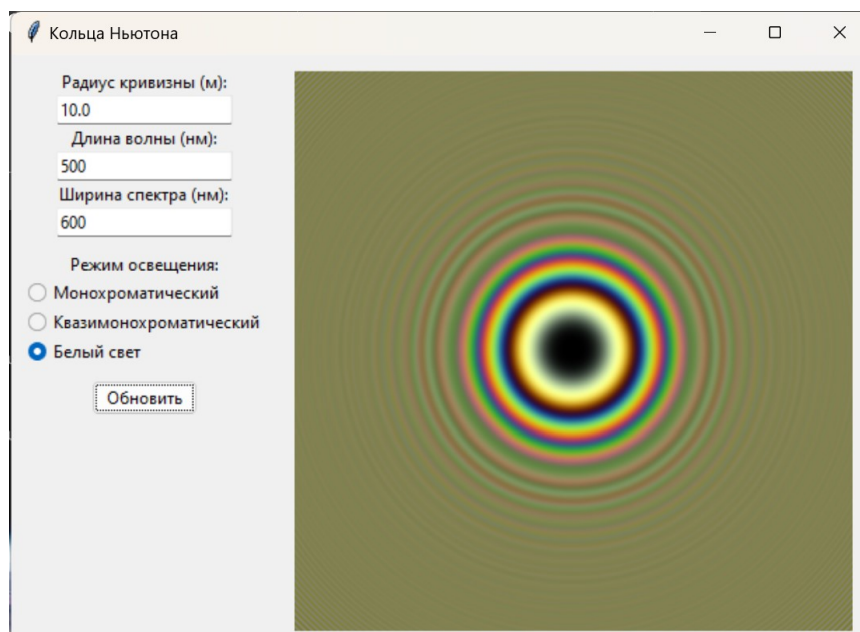 Кольца Ньютона
Радиус кривизны (м):
10.0
Длина волны (нм):
500
Ширина спектра (нм):
600
Режим освещения:
Монохроматический
Квазимонохроматический
Белый свет
Обновить